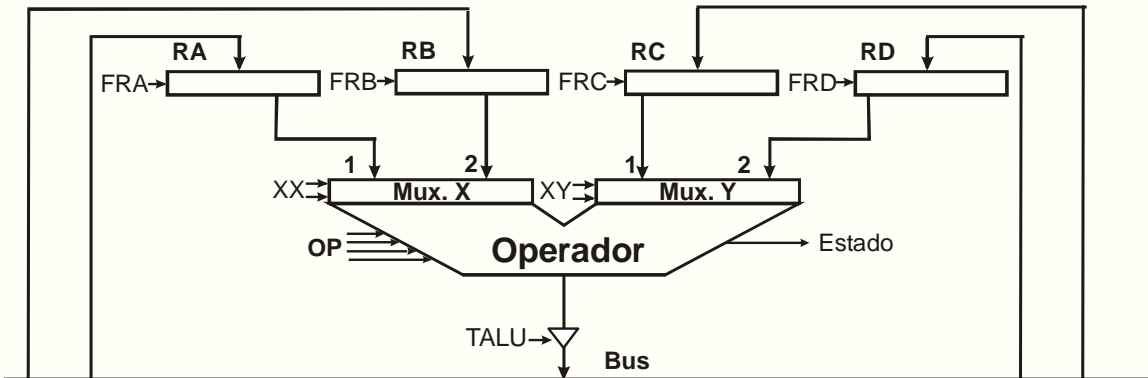 RA
RB
RC
RD
FRA
FRB
FRC
FRD
1
2
1
2
XX
Mux. X
XY
Mux. Y
OP
Operador
Estado
TALU
Bus